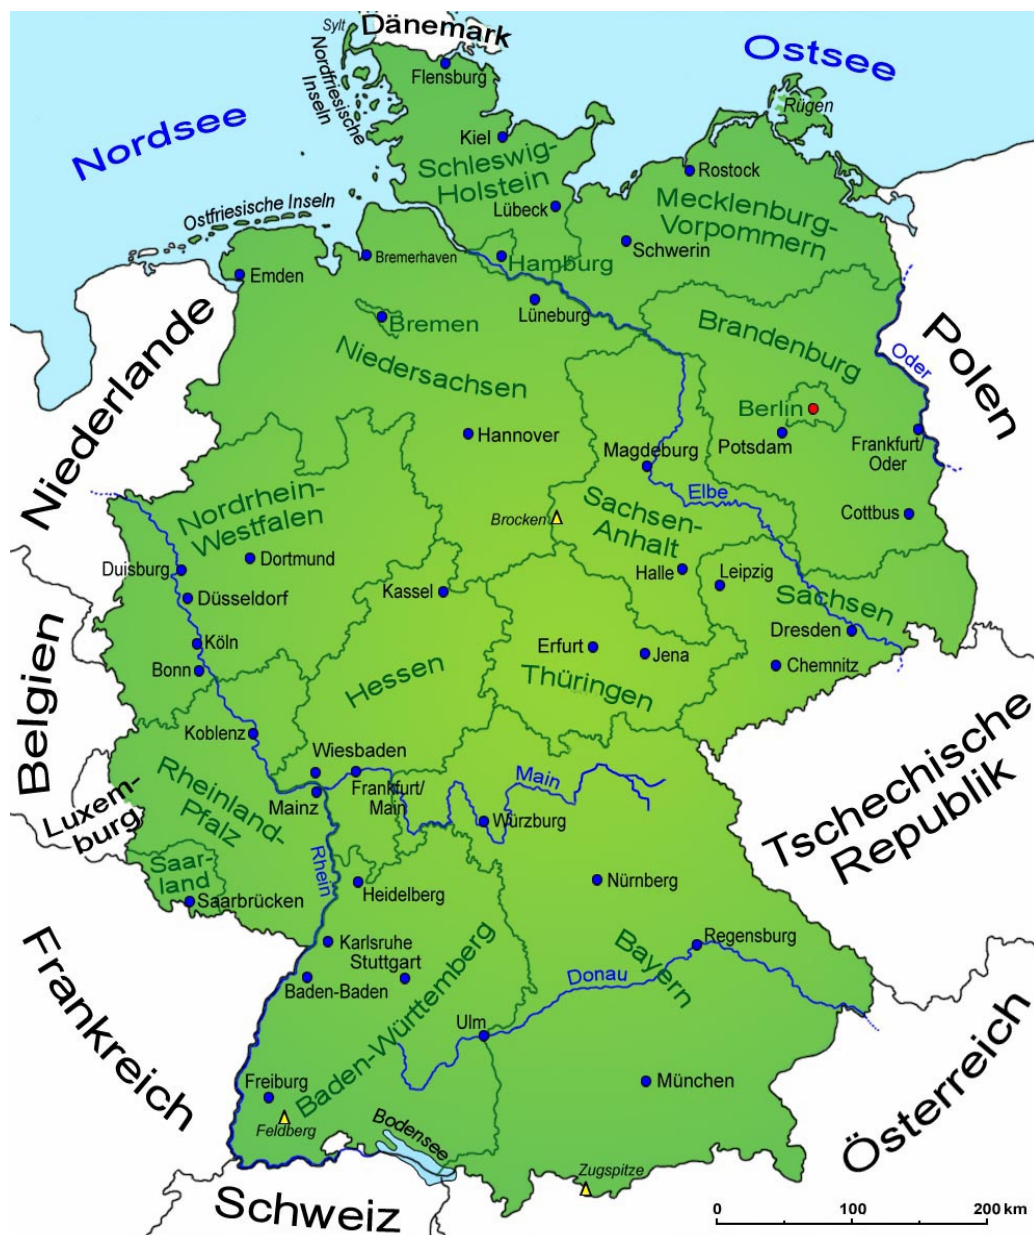 Sylt
Dänemark
Ostsee
Flensburg
Nordfriesische
Inseln
Rügen
Nordsee
Kiel
Schleswig-
Holstein
Rostock
Mecklenburg-
Vorpommern
Ostfriesische Inseln
Lübeck
Schwerin
Bremerhaven
Hamburg
Emden
Lüneburg
Bremen
Niedersachsen
Brandenburg
Oder
Polen
Niederlande
Berlin
Potsdam
Frankfurt/
Oder
Hannover
Magdeburg
Elbe
Nordrhein-
Westfalen
Brocken
Sachsen-
Anhalt
Cottbus
Dortmund
Duisburg
Halle
Leipzig
Kassel
Düsseldorf
Sachsen
Dresden
Köln
Erfurt
Jena
Chemnitz
Bonn
Hessen
Thüringen
Belgien
Koblenz
Wiesbaden
Main
Frankfurt/
Main
Mainz
Tschechische
Republik
Luxem-
burg
Rheinland-
Pfalz
Würzburg
Rhein
Saar-
land
Saarbrücken
Heidelberg
Nürnberg
Frankreich
Karlsruhe
Stuttgart
Baden-Baden
Regensburg
Bayern
Donau
Baden-Württemberg
Ulm
Österreich
Freiburg
Feldberg
München
Bodensee
Zugspitze
Schweiz
0 100 200 km